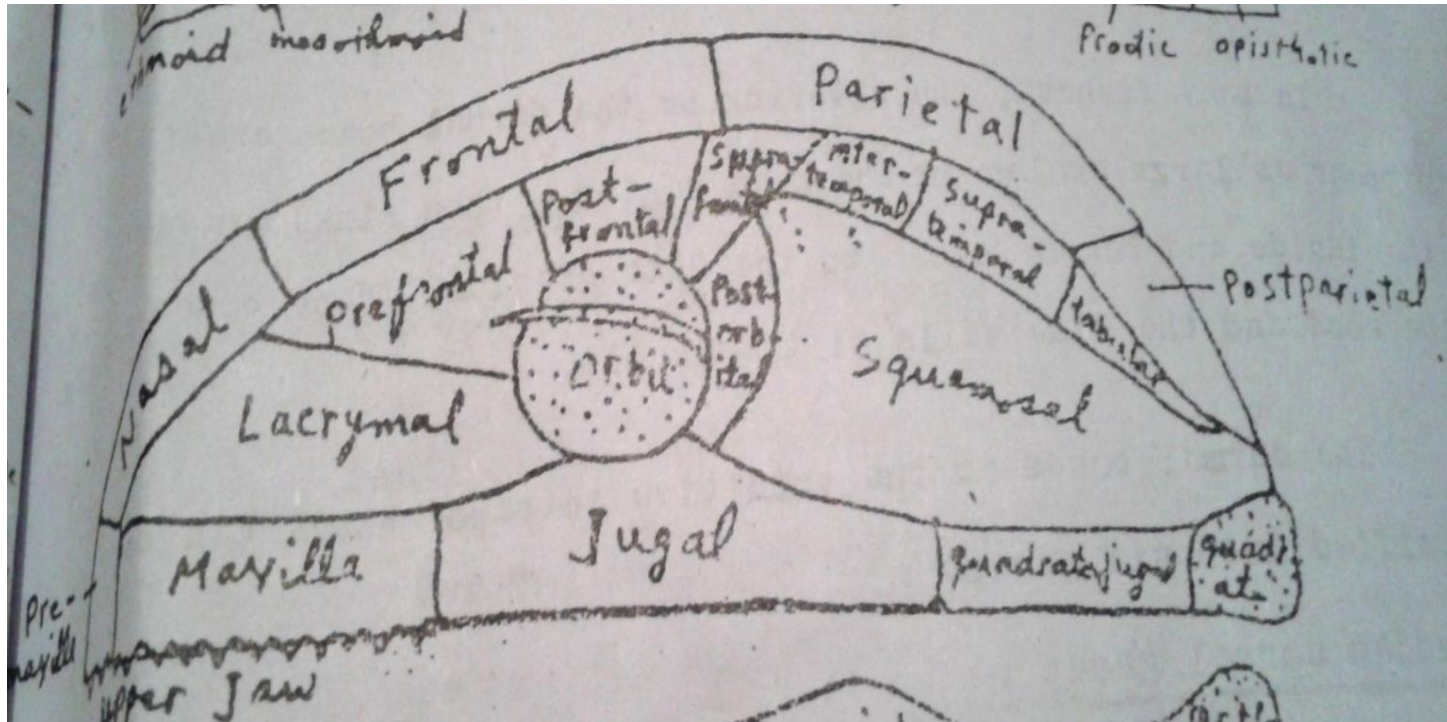 Prootic opisthotic
Parietal
Frontal
Supra-
frontal
Inter-
temporal
Supra-
temporal
Post-
frontal
Prefrontal
Nasal
Post-
orb-
ital
Postparietal
tabular
Orbit
Squamosal
Lacrymal
Maxilla
Jugal
Quadratojugal
quadr
at
Pre-
maxilla
upper Jaw